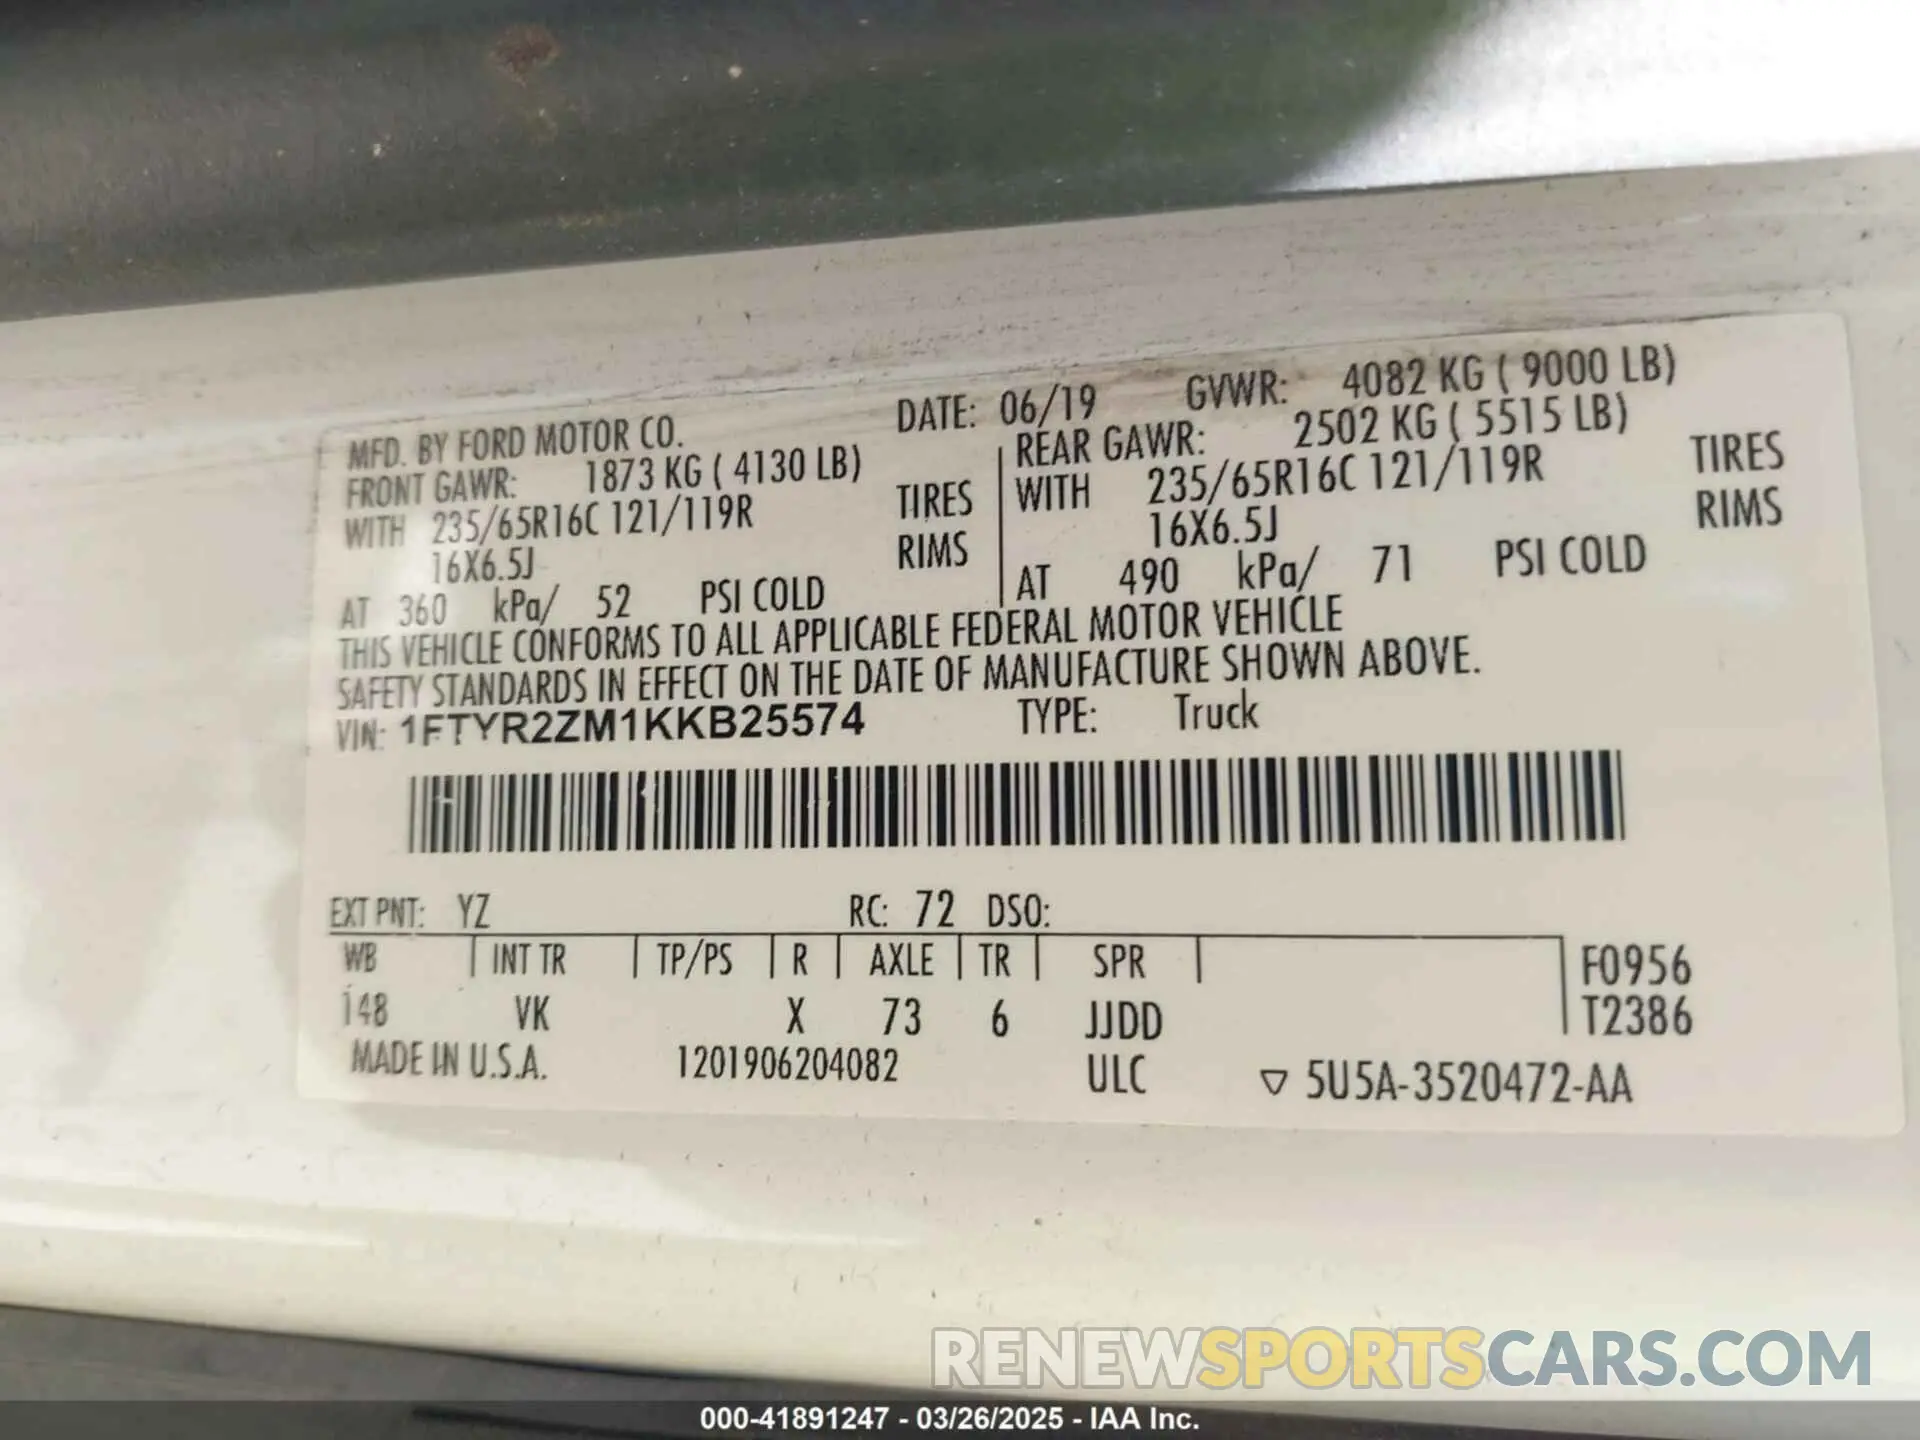 MFD. BY FORD MOTOR CO. DATE: 06/19 GVWR: 4082 KG ( 9000 LB)
FRONT GAWR: 1873 KG ( 4130 LB) REAR GAWR: 2502 KG ( 5515 LB)
WITH 235/65R16C 121/119R TIRES WITH 235/65R16C 121/119R TIRES
16X6.5J RIMS 16X6.5J RIMS
AT 360 kPa/ 52 PSI COLD AT 490 kPa/ 71 PSI COLD
THIS VEHICLE CONFORMS TO ALL APPLICABLE FEDERAL MOTOR VEHICLE
SAFETY STANDARDS IN EFFECT ON THE DATE OF MANUFACTURE SHOWN ABOVE.
VIN: 1FTYR2ZM1KKB25574 TYPE: Truck
EXT PNT: YZ RC: 72 DSO:
WB INT TR TP/PS R AXLE TR SPR F0956
148 VK X 73 6 JJDD T2386
MADE IN U.S.A. 1201906204082 ULC ▽ 5U5A-3520472-AA
RENEWSPORTSCARS.COM
000-41891247 - 03/26/2025 - IAA Inc.